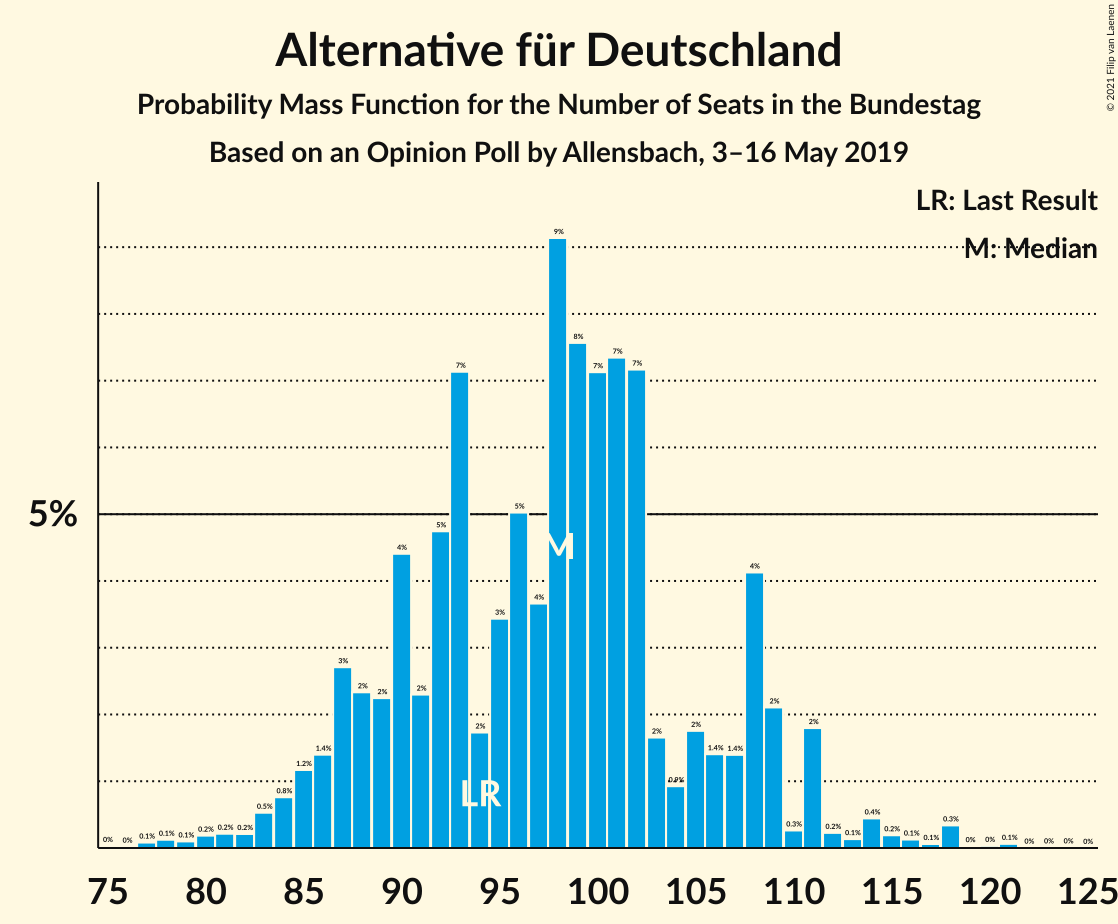 © 2021 Filip van Laenen
Alternative für Deutschland
Probability Mass Function for the Number of Seats in the Bundestag
Based on an Opinion Poll by Allensbach, 3–16 May 2019
LR: Last Result
M: Median
5%
0% 0% 0.1% 0.1% 0.1% 0.2% 0.2% 0.2% 0.5% 0.8% 1.2% 1.4% 3% 2% 2% 4% 2% 5% 7% 2% 3% 5% 4% 9% 8% 7% 7% 7% 2% 0.9% 2% 1.4% 1.4% 4% 2% 0.3% 2% 0.2% 0.1% 0.4% 0.2% 0.1% 0.1% 0.3% 0% 0% 0.1% 0% 0% 0% 0%
M
LR
75 80 85 90 95 100 105 110 115 120 125